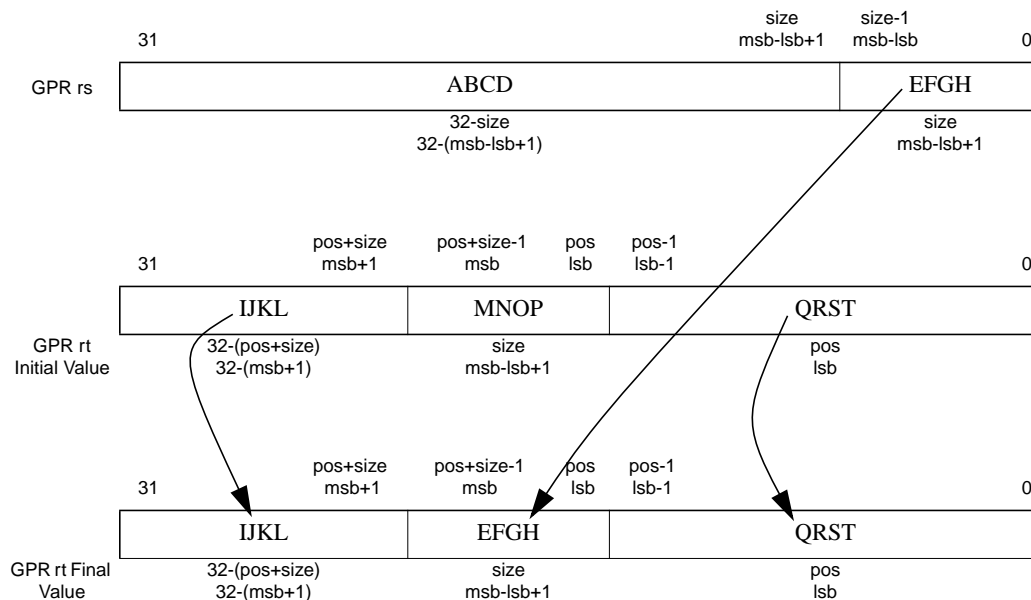 31 size size-1 0
msb-lsb+1 msb-lsb
GPR rs ABCD EFGH
32-size size
32-(msb-lsb+1) msb-lsb+1
pos+size pos+size-1 pos pos-1
31 msb+1 msb lsb lsb-1 0
IJKL MNOP QRST
GPR rt 32-(pos+size) size pos
Initial Value 32-(msb+1) msb-lsb+1 lsb
pos+size pos+size-1 pos pos-1
31 msb+1 msb lsb lsb-1 0
IJKL EFGH QRST
GPR rt Final 32-(pos+size) size pos
Value 32-(msb+1) msb-lsb+1 lsb